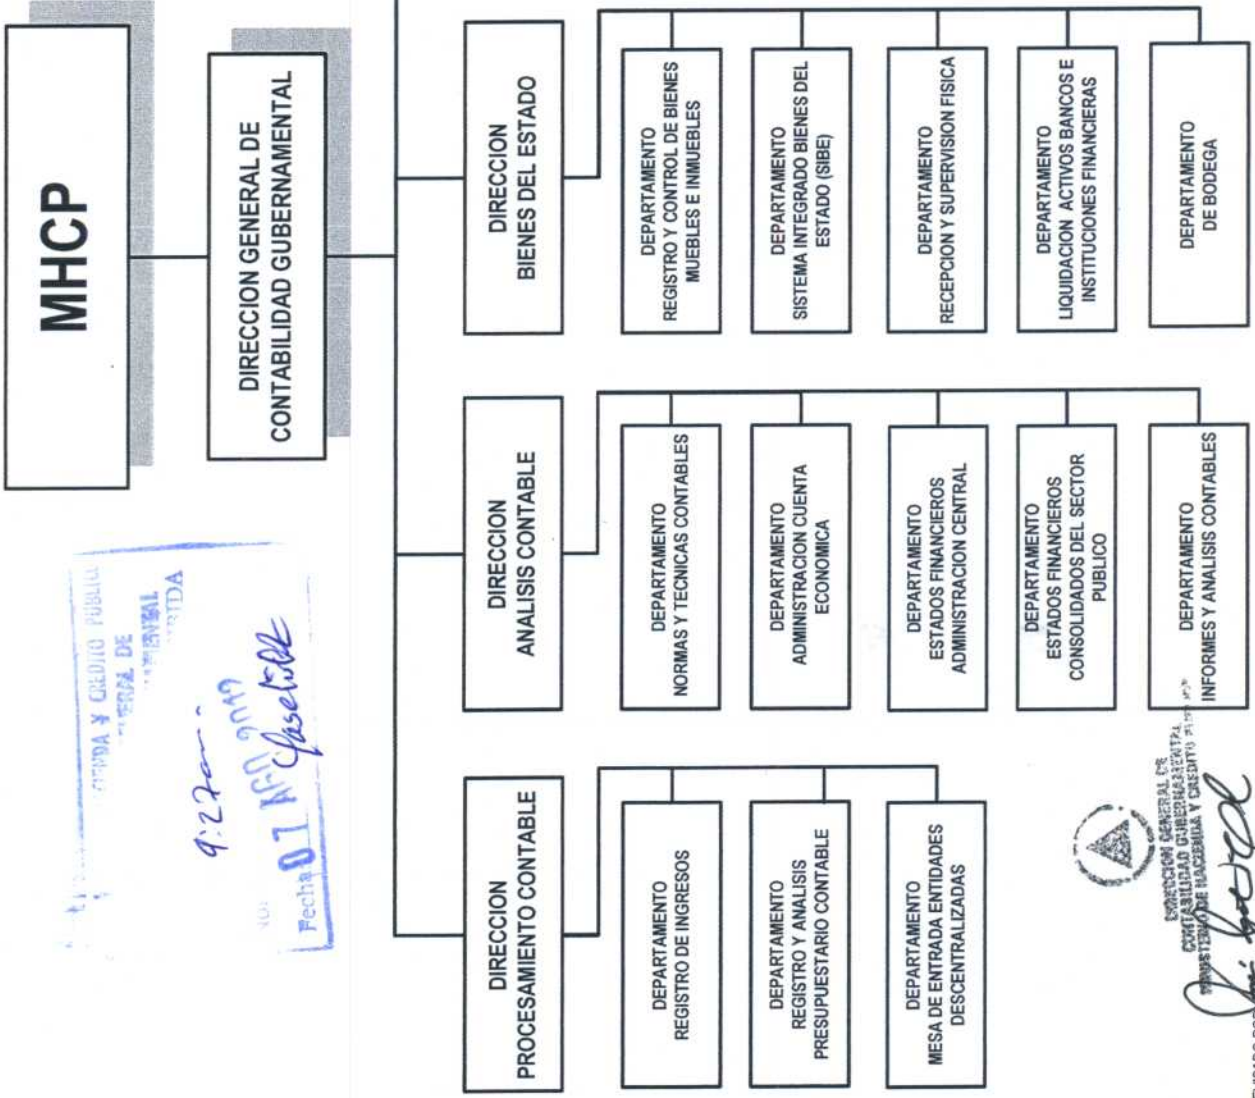 MHCP
DIRECCION GENERAL DE
CONTABILIDAD GUBERNAMENTAL
CREDITO PUBLICO
DE
9:27am
Fecha 01 AGO
DIRECCION
PROCESAMIENTO CONTABLE
DEPARTAMENTO
REGISTRO DE INGRESOS
DEPARTAMENTO
REGISTRO Y ANALISIS
PRESUPUESTARIO CONTABLE
DEPARTAMENTO
MESA DE ENTRADA ENTIDADES
DESCENTRALIZADAS
DIRECCION
ANALISIS CONTABLE
DEPARTAMENTO
NORMAS Y TECNICAS CONTABLES
DEPARTAMENTO
ADMINISTRACION CUENTA
ECONOMICA
DEPARTAMENTO
ESTADOS FINANCIEROS
ADMINISTRACION CENTRAL
DEPARTAMENTO
ESTADOS FINANCIEROS
CONSOLIDADOS DEL SECTOR
PUBLICO
DEPARTAMENTO
INFORMES Y ANALISIS CONTABLES
DIRECCION
BIENES DEL ESTADO
DEPARTAMENTO
REGISTRO Y CONTROL DE BIENES
MUEBLES E INMUEBLES
DEPARTAMENTO
SISTEMA INTEGRADO BIENES DEL
ESTADO (SIBE)
DEPARTAMENTO
RECEPCION Y SUPERVISION FISICA
DEPARTAMENTO
LIQUIDACION ACTIVOS BANCOS E
INSTITUCIONES FINANCIERAS
DEPARTAMENTO
DE BODEGA
DIRECCION GENERAL DE
CONTABILIDAD GUBERNAMENTAL
MINISTERIO DE HACIENDA Y CREDITO